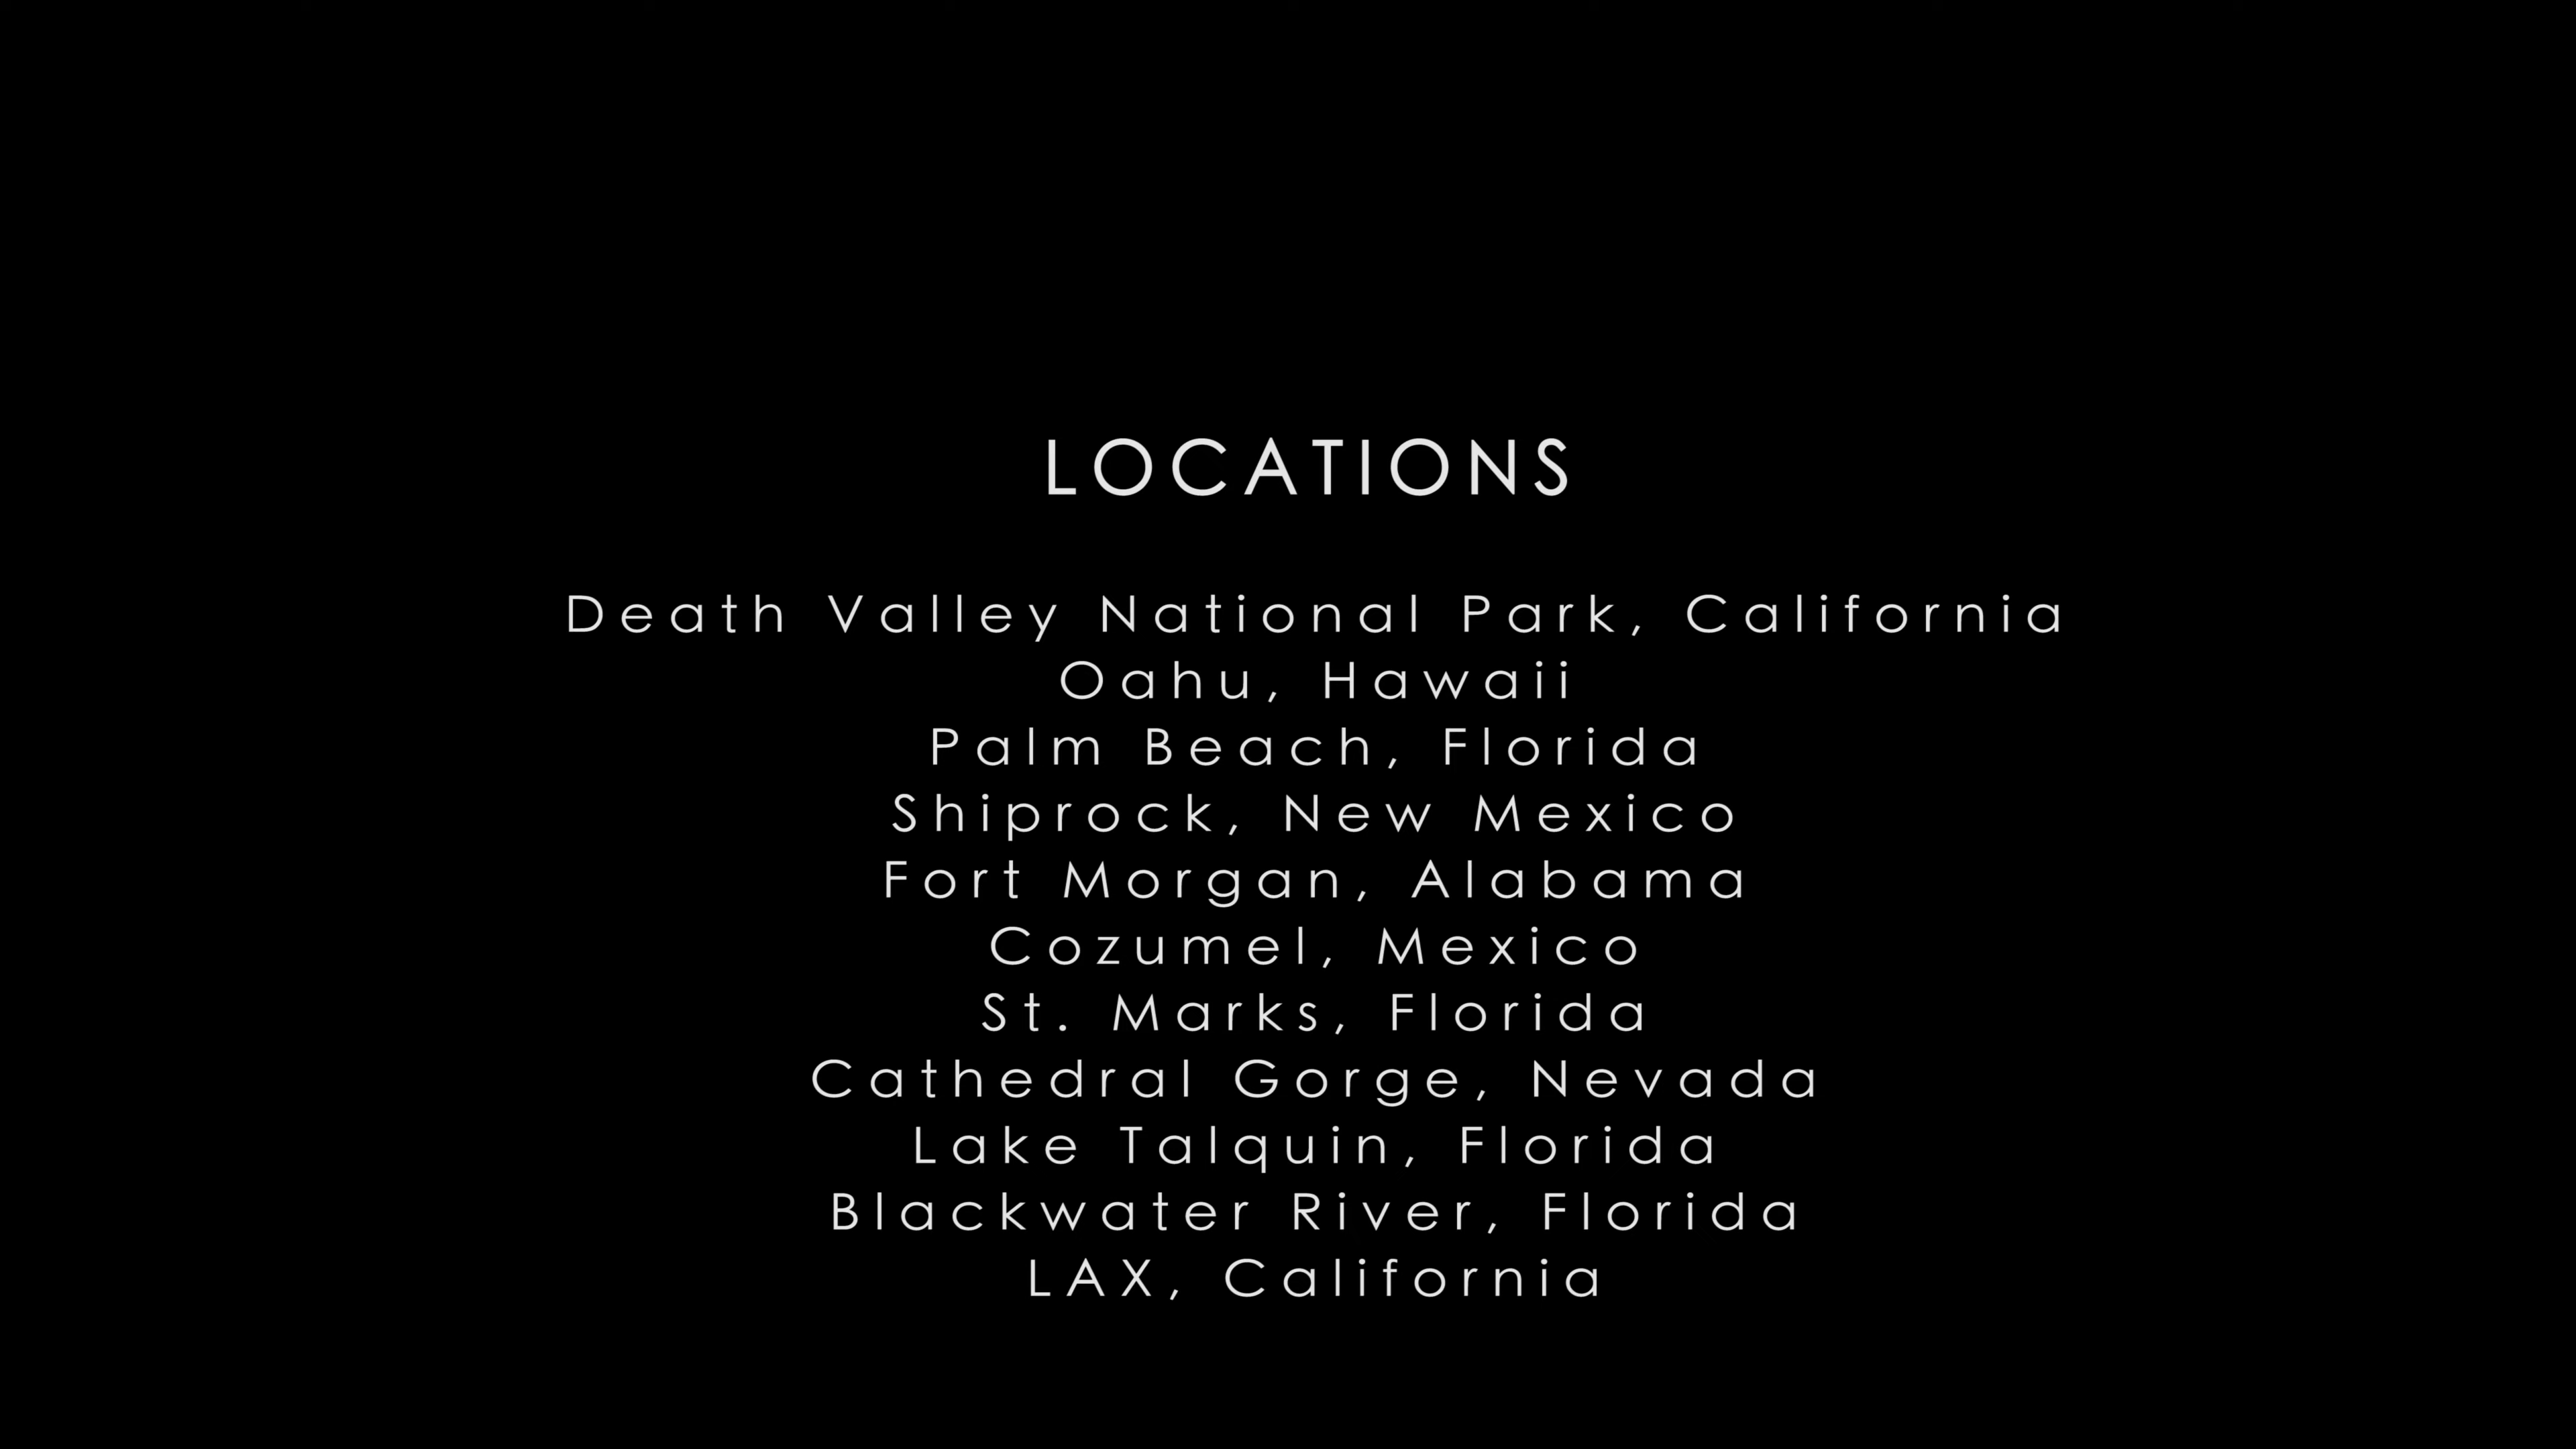 LOCATIONS
Death Valley National Park, California
Oahu, Hawaii
Palm Beach, Florida
Shiprock, New Mexico
Fort Morgan, Alabama
Cozumel, Mexico
St. Marks, Florida
Cathedral Gorge, Nevada
Lake Talquin, Florida
Blackwater River, Florida
LAX, California